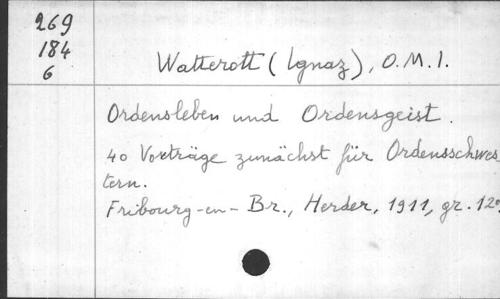 269
184
6
Watterott (Ignaz), O.M.I.
Ordensleben und Ordensgeist.
40 Vorträge zunächst für Ordensschwes
tern.
Fribourg-en-Br., Herder, 1911, gr. 12°